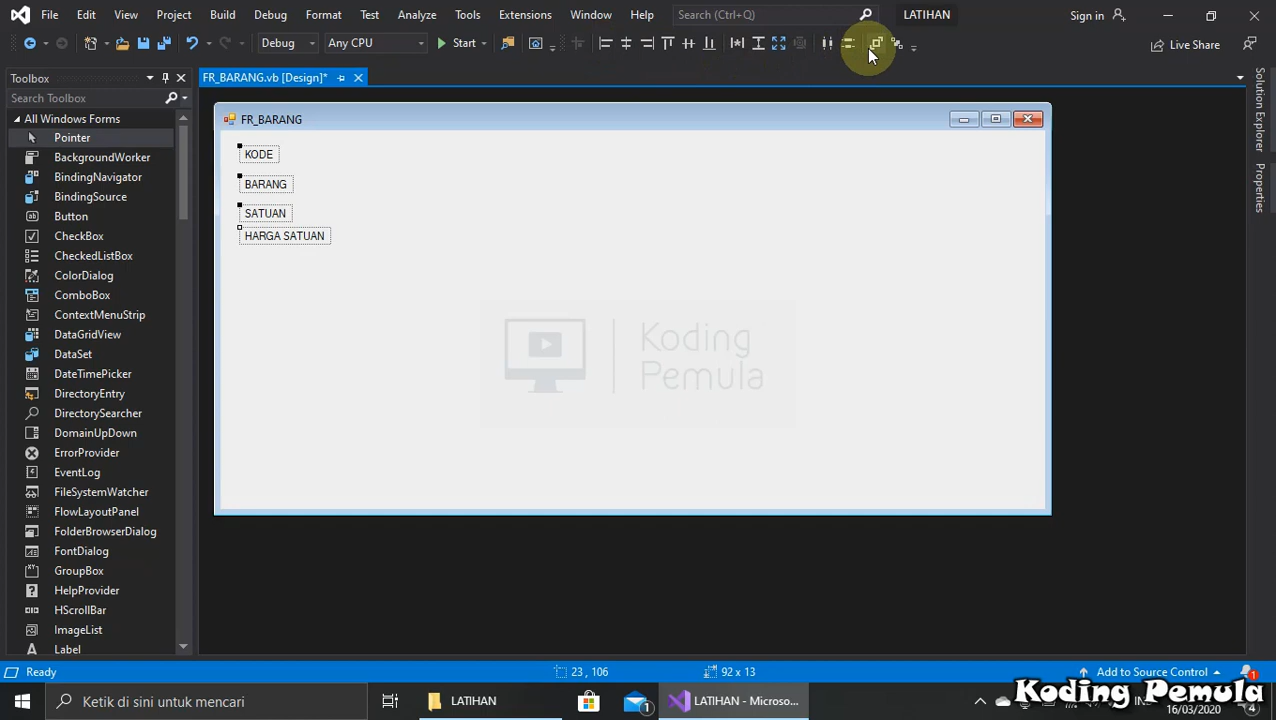 File Edit View Project Build Debug Format Test Analyze Tools Extensions Window Help Search (Ctrl+Q) LATIHAN Sign in
Debug Any CPU Start Live Share
Toolbox
FR_BARANG.vb [Design]*
Search Toolbox
All Windows Forms
Pointer
BackgroundWorker
BindingNavigator
BindingSource
Button
CheckBox
CheckedListBox
ColorDialog
ComboBox
ContextMenuStrip
DataGridView
DataSet
DateTimePicker
DirectoryEntry
DirectorySearcher
DomainUpDown
ErrorProvider
EventLog
FileSystemWatcher
FlowLayoutPanel
FolderBrowserDialog
FontDialog
GroupBox
HelpProvider
HScrollBar
ImageList
Label
FR_BARANG
KODE
BARANG
SATUAN
HARGA SATUAN
Koding
Pemula
Solution Explorer
Properties
Ready 23 , 106 92 x 13 Add to Source Control 1
Ketik di sini untuk mencari LATIHAN 1 LATIHAN - Microso...
Koding Pemula
16/03/2020 4